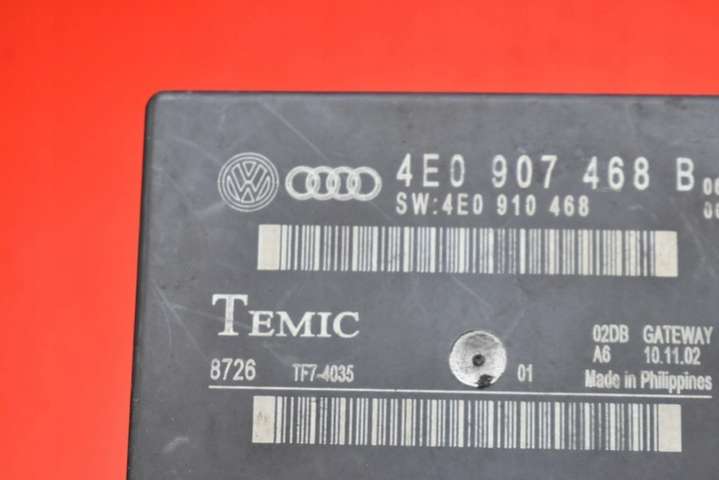 4E0 907 468 B
SW:4E0 910 468
TEMIC
02DB GATEWAY
A6 10.11.02
8726 TF7-4035 01 Made in Philippines